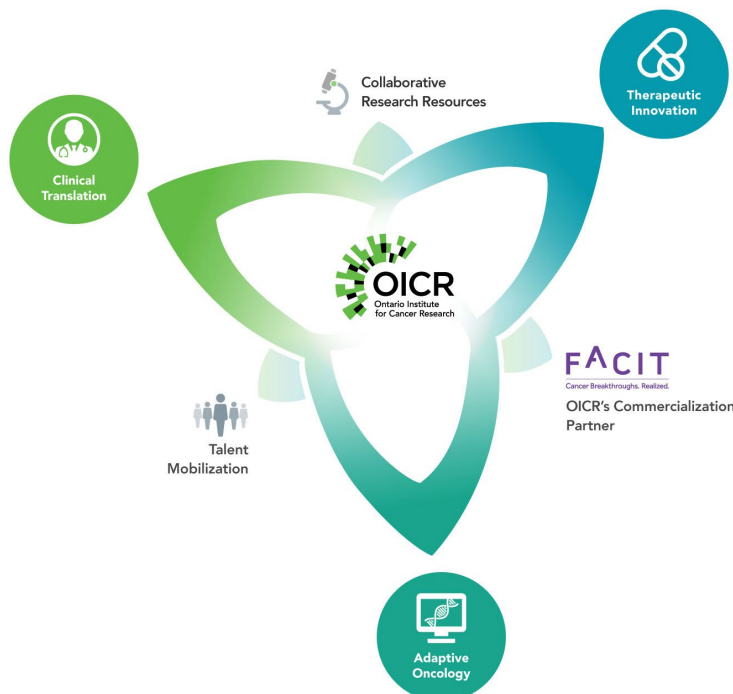 Collaborative
Research Resources
Therapeutic
Innovation
Clinical
Translation
OICR
Ontario Institute
for Cancer Research
FACIT
Cancer Breakthroughs. Realized.
OICR's Commercialization
Partner
Talent
Mobilization
Adaptive
Oncology